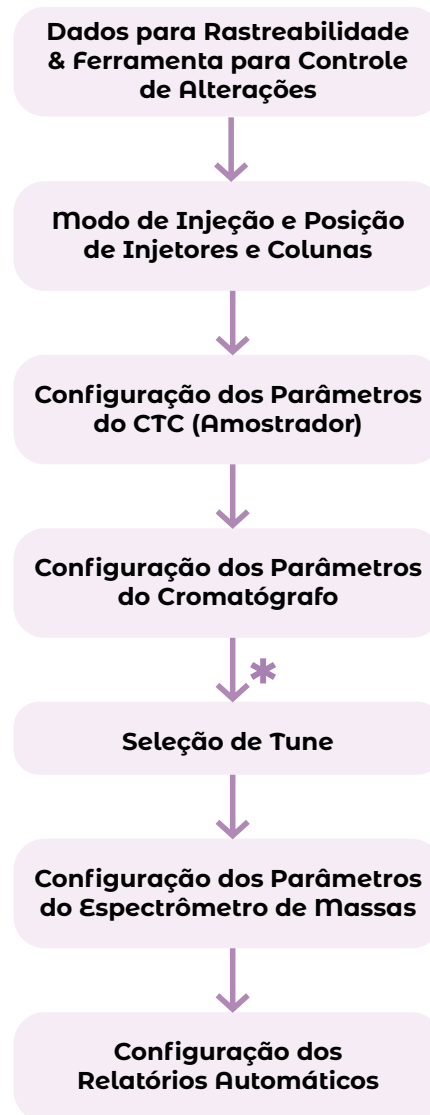 Dados para Rastreabilidade
& Ferramenta para Controle
de Alterações
Modo de Injeção e Posição
de Injetores e Colunas
Configuração dos Parâmetros
do CTC (Amostrador)
Configuração dos Parâmetros
do Cromatógrafo
*
Seleção de Tune
Configuração dos Parâmetros
do Espectrômetro de Massas
Configuração dos
Relatórios Automáticos